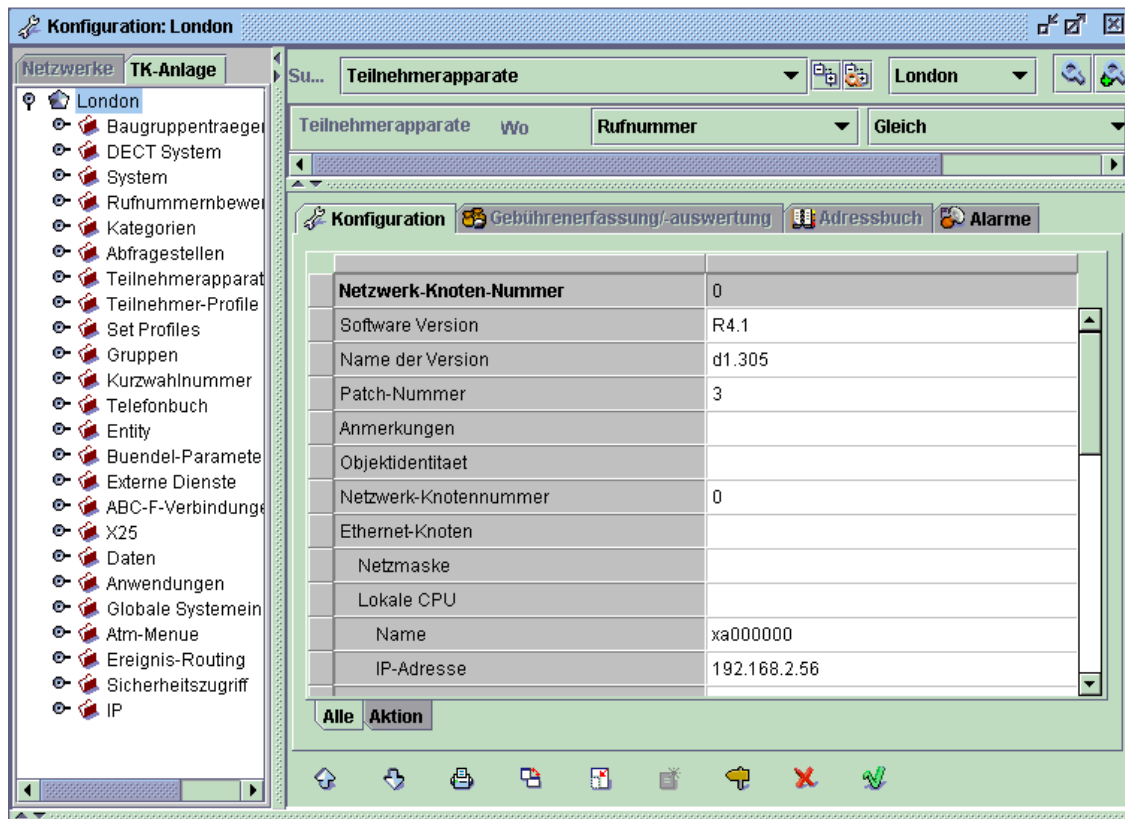 Konfiguration: London
Netzwerke TK-Anlage
London
Baugruppentraeger
DECT System
System
Rufnummernbewer
Kategorien
Abfragestellen
Teilnehmerapparat
Teilnehmer-Profile
Set Profiles
Gruppen
Kurzwahlnummer
Telefonbuch
Entity
Buendel-Paramete
Externe Dienste
ABC-F-Verbindunge
X25
Daten
Anwendungen
Globale Systemein
Atm-Menue
Ereignis-Routing
Sicherheitszugriff
IP
Su... Teilnehmerapparate London
Teilnehmerapparate Wo Rufnummer Gleich
Konfiguration Gebührenerfassung/-auswertung Adressbuch Alarme
Netzwerk-Knoten-Nummer 0
Software Version R4.1
Name der Version d1.305
Patch-Nummer 3
Anmerkungen
Objektidentitaet
Netzwerk-Knotennummer 0
Ethernet-Knoten
Netzmaske
Lokale CPU
Name xa000000
IP-Adresse 192.168.2.56
Alle Aktion